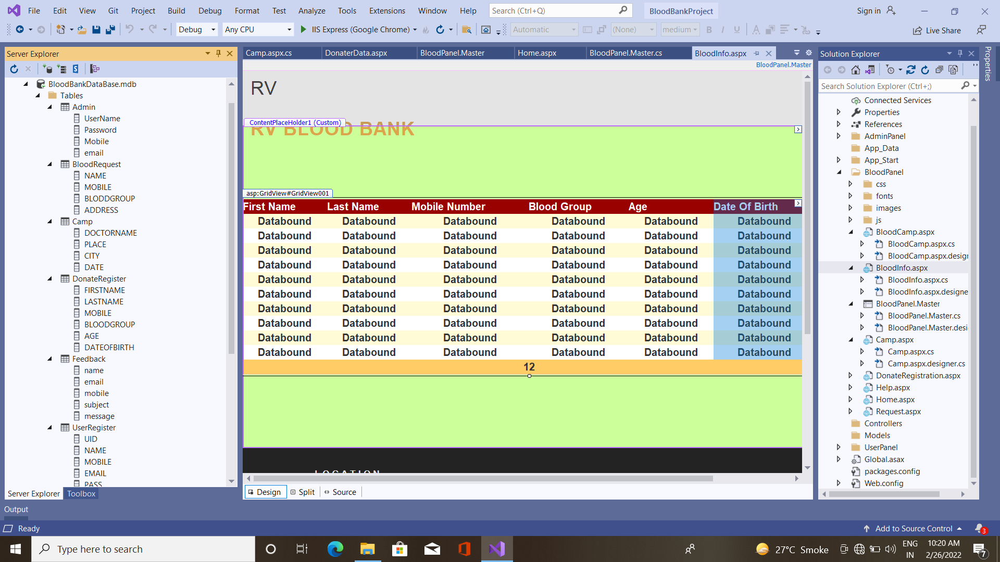 File Edit View Git Project Build Debug Format Test Analyze Tools Extensions Window Help Search (Ctrl+Q) BloodBankProject Sign in
Debug Any CPU IIS Express (Google Chrome) Automatic (None) medium B I U A Live Share
Server Explorer
BloodBankDataBase.mdb
Tables
Admin
UserName
Password
Mobile
email
BloodRequest
NAME
MOBILE
BLODDGROUP
ADDRESS
Camp
DOCTORNAME
PLACE
CITY
DATE
DonateRegister
FIRSTNAME
LASTNAME
MOBILE
BLOODGROUP
AGE
DATEOFBIRTH
Feedback
name
email
mobile
subject
message
UserRegister
UID
NAME
MOBILE
EMAIL
PASS
Server Explorer Toolbox
Camp.aspx.cs DonaterData.aspx BloodPanel.Master Home.aspx BloodPanel.Master.cs BloodInfo.aspx
BloodPanel.Master
RV
ContentPlaceHolder1 (Custom)
RV BLOOD BANK
asp:GridView#GridView001
First Name Last Name Mobile Number Blood Group Age Date Of Birth
Databound Databound Databound Databound Databound Databound
Databound Databound Databound Databound Databound Databound
Databound Databound Databound Databound Databound Databound
Databound Databound Databound Databound Databound Databound
Databound Databound Databound Databound Databound Databound
Databound Databound Databound Databound Databound Databound
Databound Databound Databound Databound Databound Databound
Databound Databound Databound Databound Databound Databound
Databound Databound Databound Databound Databound Databound
Databound Databound Databound Databound Databound Databound
12
LOCATION
Design Split Source
Solution Explorer
Search Solution Explorer (Ctrl+;)
Connected Services
Properties
References
AdminPanel
App_Data
App_Start
BloodPanel
css
fonts
images
js
BloodCamp.aspx
BloodCamp.aspx.cs
BloodCamp.aspx.desigr
BloodInfo.aspx
BloodInfo.aspx.cs
BloodInfo.aspx.designe
BloodPanel.Master
BloodPanel.Master.cs
BloodPanel.Master.desi
Camp.aspx
Camp.aspx.cs
Camp.aspx.designer.cs
DonateRegistration.aspx
Help.aspx
Home.aspx
Request.aspx
Controllers
Models
UserPanel
Global.asax
packages.config
Web.config
Properties
Output
Ready Add to Source Control 3
Type here to search 27°C Smoke ENG IN 10:20 AM 2/26/2022 7